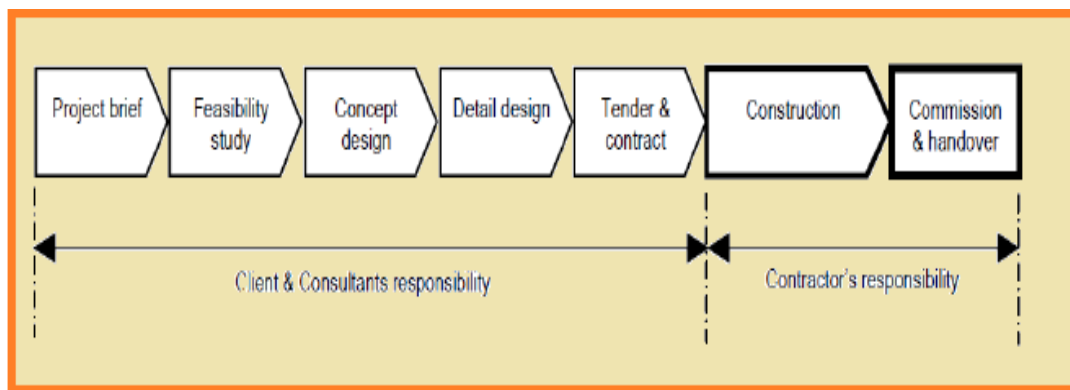 Project brief
Feasibility
study
Concept
design
Detail design
Tender &
contract
Construction
Commission
& handover
Client & Consultants responsibility
Contractor's responsibility